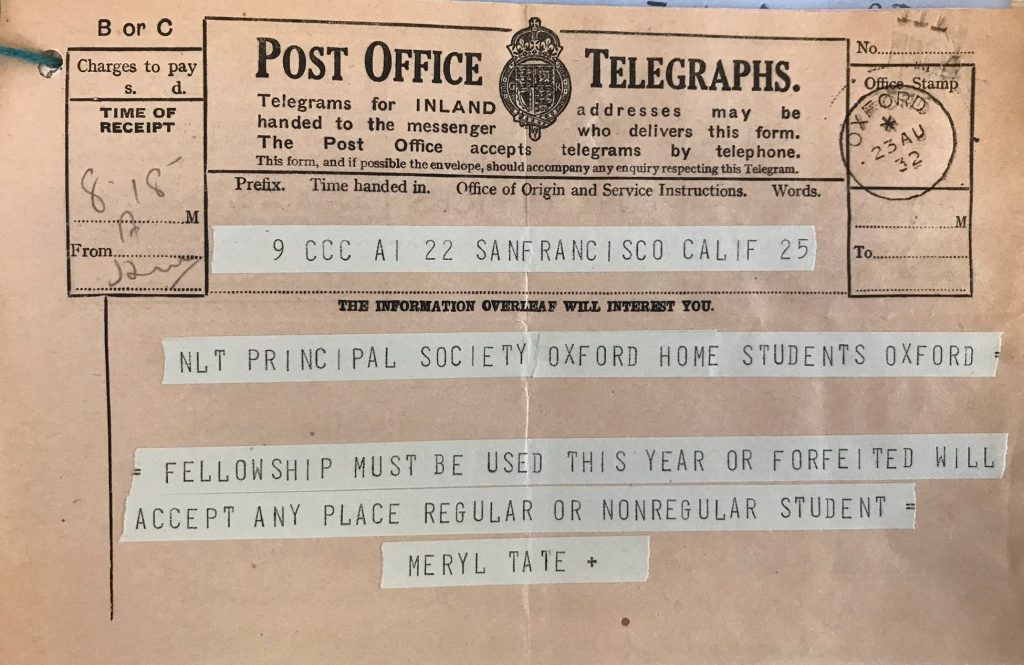 B or C
Charges to pay
s. d.
TIME OF
RECEIPT
8 18
M
From
POST OFFICE TELEGRAPHS.
G R
Telegrams for INLAND addresses may be
handed to the messenger who delivers this form.
The Post Office accepts telegrams by telephone.
This form, and if possible the envelope, should accompany any enquiry respecting this Telegram.
Prefix. Time handed in. Office of Origin and Service Instructions. Words.
No.
Office Stamp
OXFORD
*
23 AU
32
M
To
9 CCC AI 22 SANFRANCISCO CALIF 25
THE INFORMATION OVERLEAF WILL INTEREST YOU.
NLT PRINCIPAL SOCIETY OXFORD HOME STUDENTS OXFORD =
= FELLOWSHIP MUST BE USED THIS YEAR OR FORFEITED WILL
ACCEPT ANY PLACE REGULAR OR NONREGULAR STUDENT =
MERYL TATE +